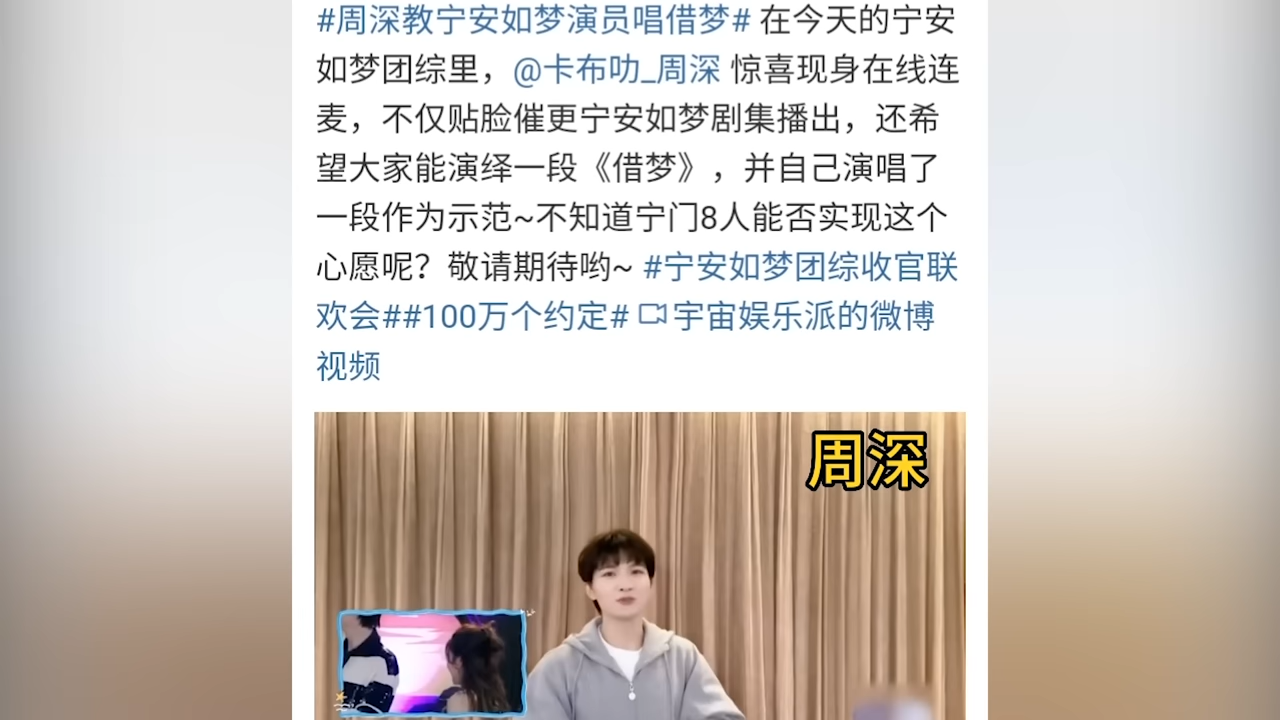 #周深教宁安如梦演员唱借梦# 在今天的宁安
如梦团综里，@卡布叻_周深 惊喜现身在线连
麦，不仅贴脸催更宁安如梦剧集播出，还希
望大家能演绎一段《借梦》，并自己演唱了
一段作为示范~不知道宁门8人能否实现这个
心愿呢？敬请期待哟~ #宁安如梦团综收官联
欢会##100万个约定# 宇宙娱乐派的微博
视频
周深